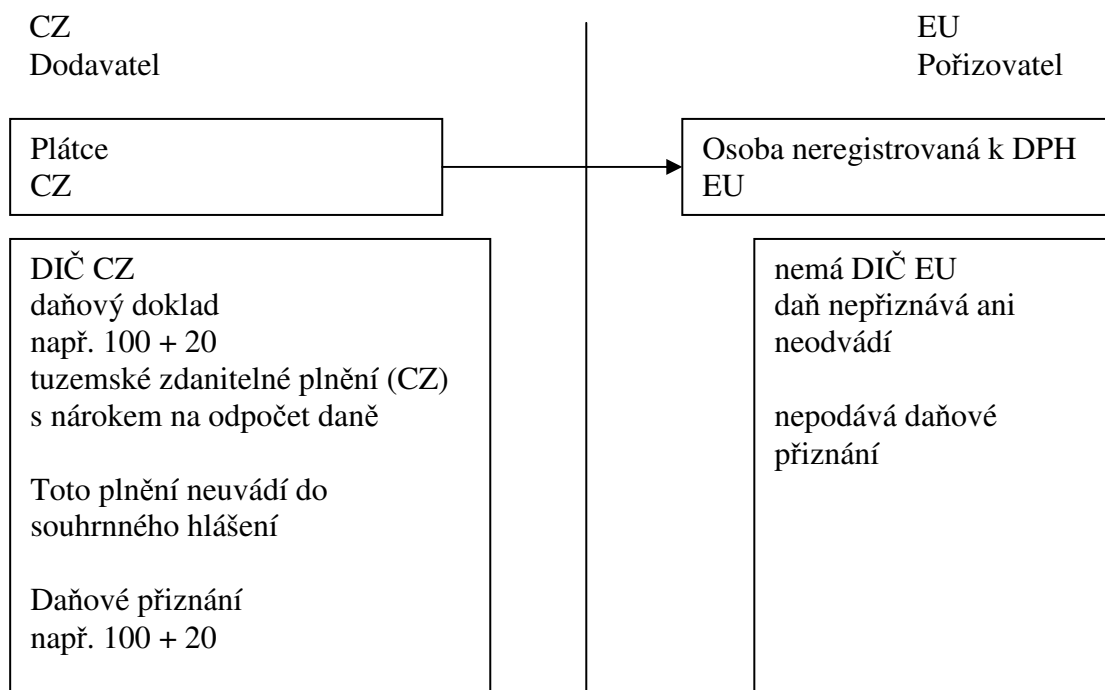 CZ
Dodavatel
EU
Pořizovatel
Plátce
CZ
Osoba neregistrovaná k DPH
EU
DIČ CZ
daňový doklad
např. 100 + 20
tuzemské zdanitelné plnění (CZ)
s nárokem na odpočet daně
Toto plnění neuvádí do
souhrnného hlášení
Daňové přiznání
např. 100 + 20
nemá DIČ EU
daň nepřiznává ani
neodvádí
nepodává daňové
přiznání